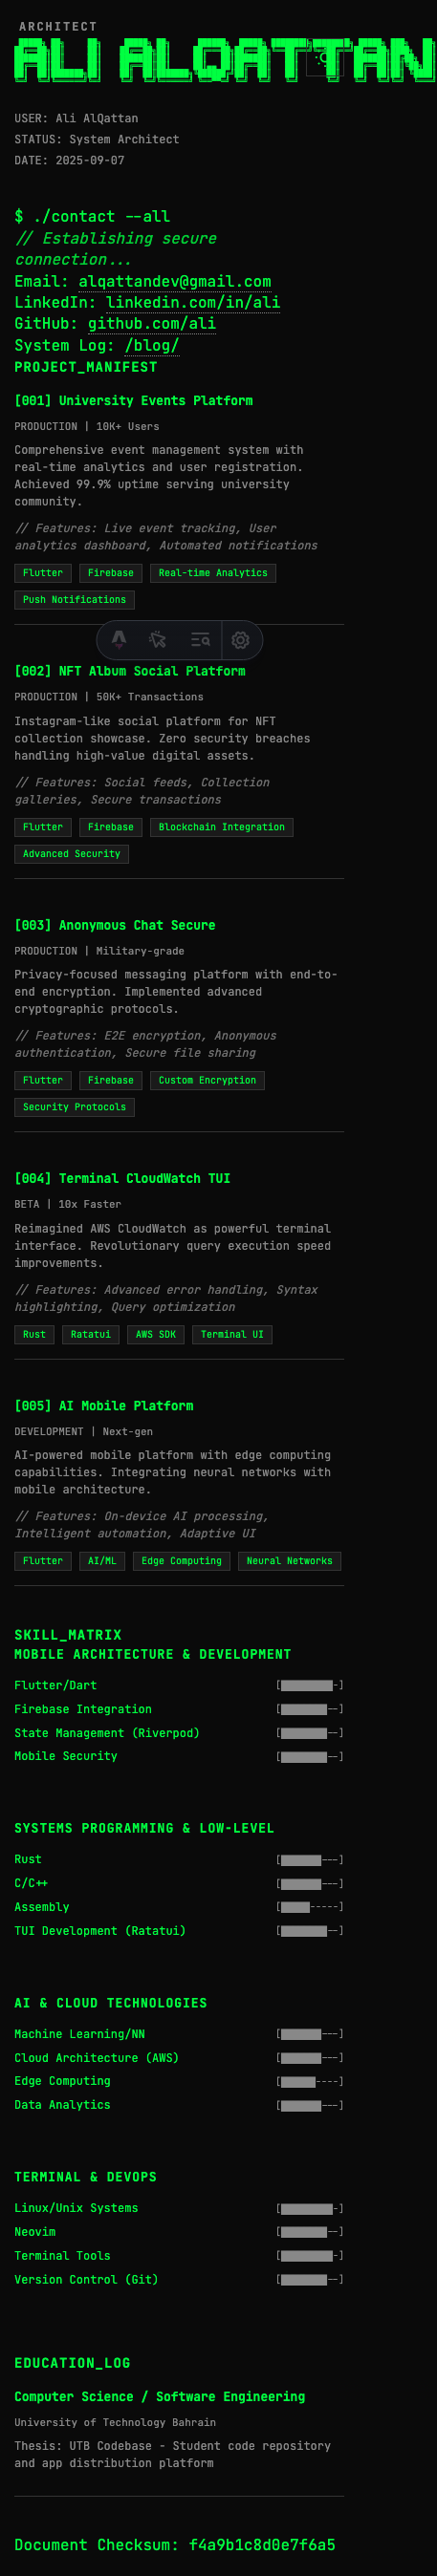 ARCHITECT
ALI ALQATTAN
USER: Ali AlQattan
STATUS: System Architect
DATE: 2025-09-07
$ ./contact --all
// Establishing secure
connection...
Email: alqattandev@gmail.com
LinkedIn: linkedin.com/in/ali
GitHub: github.com/ali
System Log: /blog/
PROJECT_MANIFEST
[001] University Events Platform
PRODUCTION | 10K+ Users
Comprehensive event management system with
real-time analytics and user registration.
Achieved 99.9% uptime serving university
community.
// Features: Live event tracking, User
analytics dashboard, Automated notifications
Flutter Firebase Real-time Analytics
Push Notifications
[002] NFT Album Social Platform
PRODUCTION | 50K+ Transactions
Instagram-like social platform for NFT
collection showcase. Zero security breaches
handling high-value digital assets.
// Features: Social feeds, Collection
galleries, Secure transactions
Flutter Firebase Blockchain Integration
Advanced Security
[003] Anonymous Chat Secure
PRODUCTION | Military-grade
Privacy-focused messaging platform with end-to-
end encryption. Implemented advanced
cryptographic protocols.
// Features: E2E encryption, Anonymous
authentication, Secure file sharing
Flutter Firebase Custom Encryption
Security Protocols
[004] Terminal CloudWatch TUI
BETA | 10x Faster
Reimagined AWS CloudWatch as powerful terminal
interface. Revolutionary query execution speed
improvements.
// Features: Advanced error handling, Syntax
highlighting, Query optimization
Rust Ratatui AWS SDK Terminal UI
[005] AI Mobile Platform
DEVELOPMENT | Next-gen
AI-powered mobile platform with edge computing
capabilities. Integrating neural networks with
mobile architecture.
// Features: On-device AI processing,
Intelligent automation, Adaptive UI
Flutter AI/ML Edge Computing Neural Networks
SKILL_MATRIX
MOBILE ARCHITECTURE & DEVELOPMENT
Flutter/Dart [█████████-]
Firebase Integration [████████--]
State Management (Riverpod) [████████--]
Mobile Security [████████--]
SYSTEMS PROGRAMMING & LOW-LEVEL
Rust [███████---]
C/C++ [███████---]
Assembly [█████-----]
TUI Development (Ratatui) [████████--]
AI & CLOUD TECHNOLOGIES
Machine Learning/NN [███████---]
Cloud Architecture (AWS) [███████---]
Edge Computing [██████----]
Data Analytics [███████---]
TERMINAL & DEVOPS
Linux/Unix Systems [█████████-]
Neovim [████████--]
Terminal Tools [█████████-]
Version Control (Git) [████████--]
EDUCATION_LOG
Computer Science / Software Engineering
University of Technology Bahrain
Thesis: UTB Codebase - Student code repository
and app distribution platform
Document Checksum: f4a9b1c8d0e7f6a5